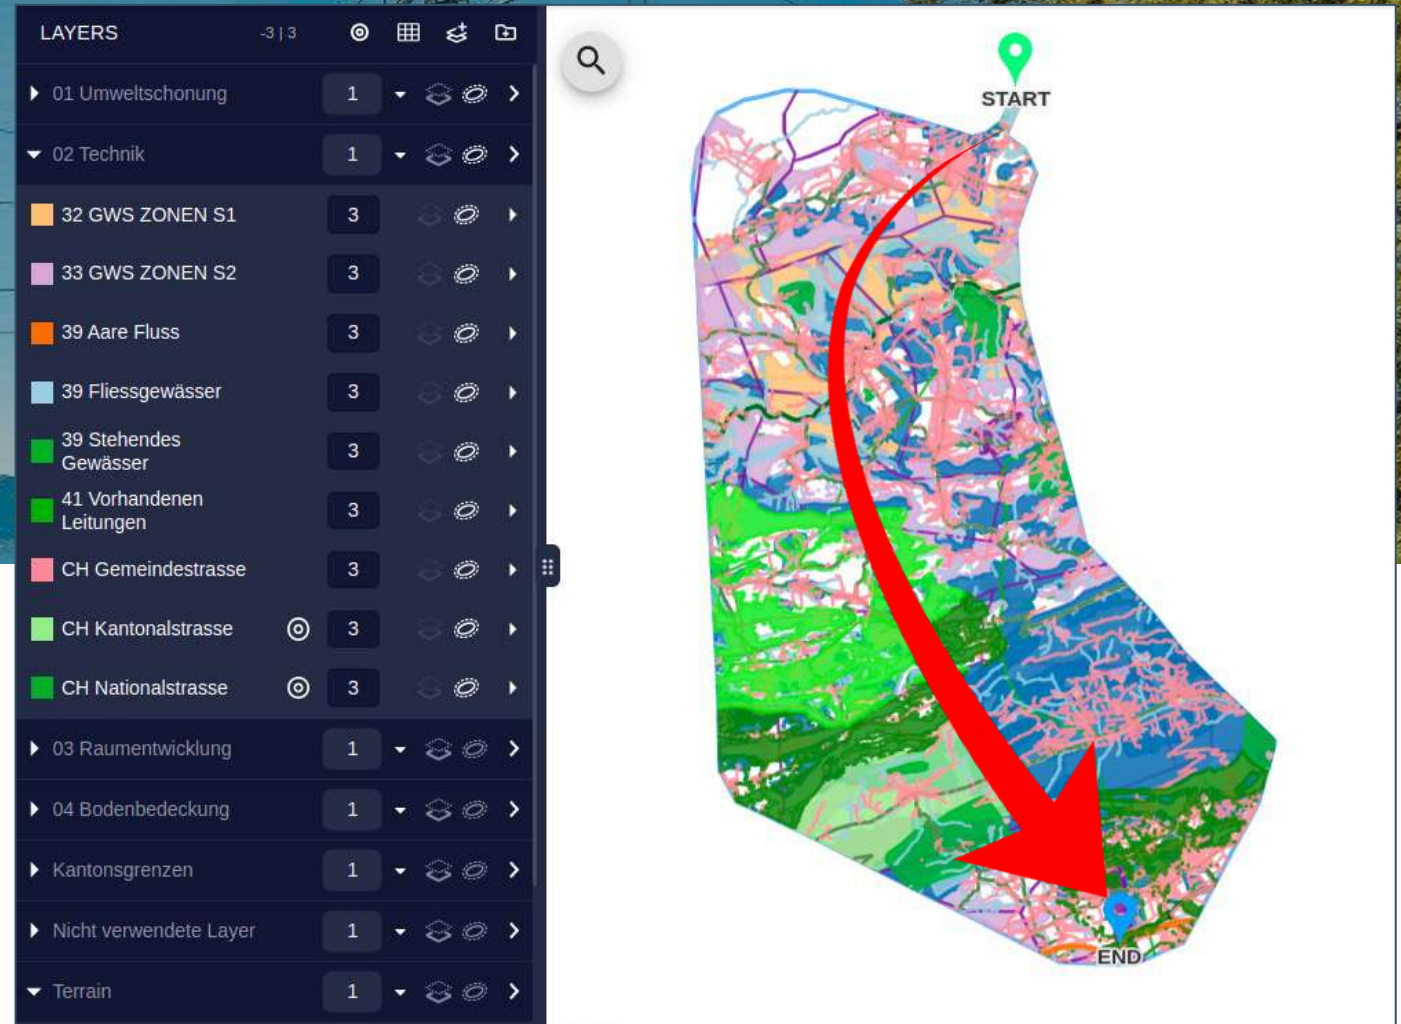 LAYERS -3 | 3
01 Umweltschonung 1
02 Technik 1
32 GWS ZONEN S1 3
33 GWS ZONEN S2 3
39 Aare Fluss 3
39 Fliessgewässer 3
39 Stehendes
Gewässer 3
41 Vorhandenen
Leitungen 3
CH Gemeindestrasse 3
CH Kantonalstrasse 3
CH Nationalstrasse 3
03 Raumentwicklung 1
04 Bodenbedeckung 1
Kantonsgrenzen 1
Nicht verwendete Layer 1
Terrain 1
START
END